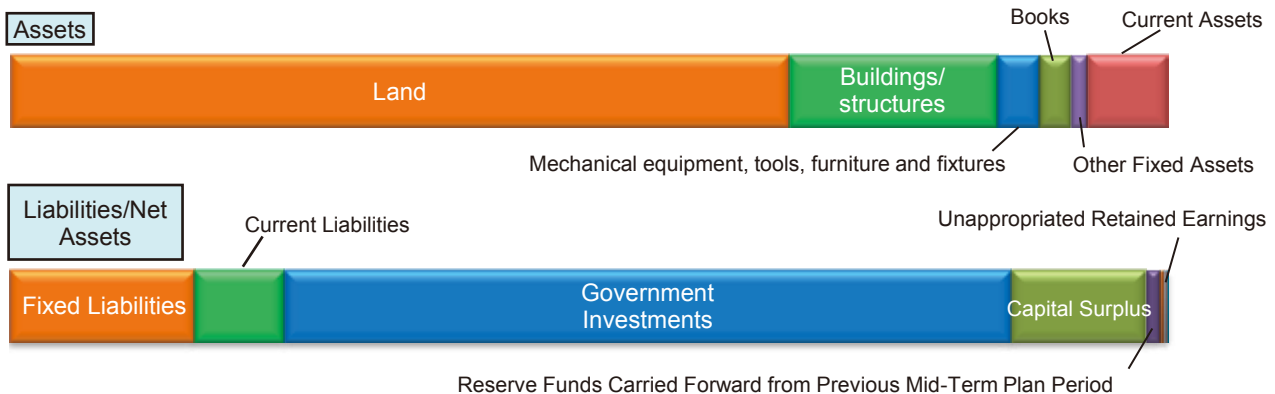 Books
Current Assets
Assets
Land
Buildings/
structures
Mechanical equipment, tools, furniture and fixtures
Other Fixed Assets
Liabilities/Net
Assets
Current Liabilities
Unappropriated Retained Earnings
Fixed Liabilities
Government
Investments
Capital Surplus
Reserve Funds Carried Forward from Previous Mid-Term Plan Period